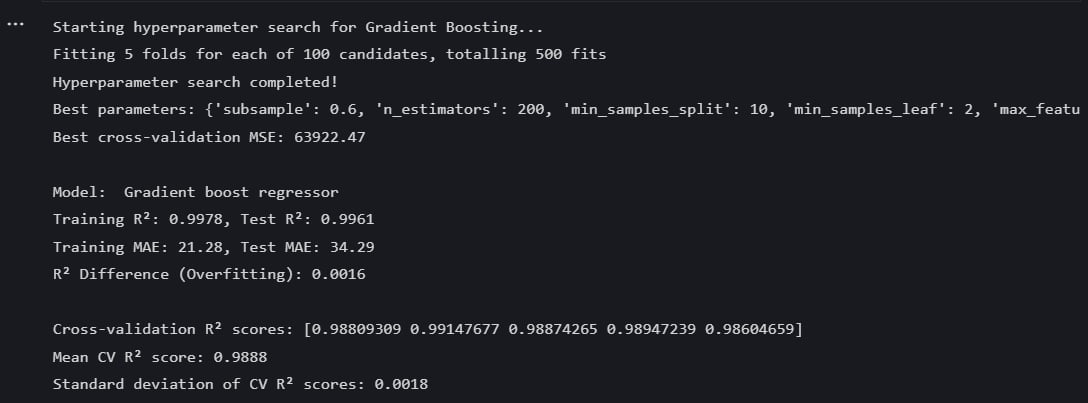 ...
Starting hyperparameter search for Gradient Boosting...
Fitting 5 folds for each of 100 candidates, totalling 500 fits
Hyperparameter search completed!
Best parameters: {'subsample': 0.6, 'n_estimators': 200, 'min_samples_split': 10, 'min_samples_leaf': 2, 'max_featu
Best cross-validation MSE: 63922.47
Model:  Gradient boost regressor
Training R²: 0.9978, Test R²: 0.9961
Training MAE: 21.28, Test MAE: 34.29
R² Difference (Overfitting): 0.0016
Cross-validation R² scores: [0.98809309 0.99147677 0.98874265 0.98947239 0.98604659]
Mean CV R² score: 0.9888
Standard deviation of CV R² scores: 0.0018